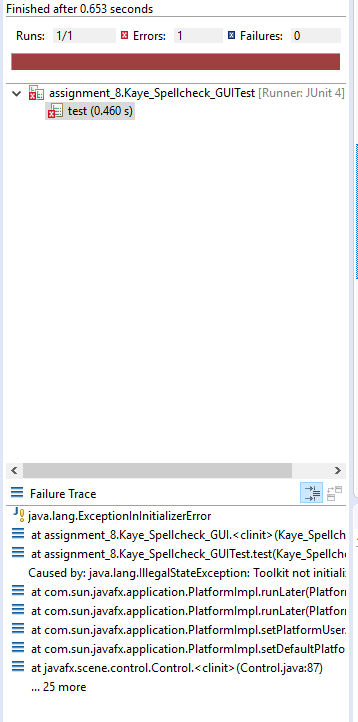 Finished after 0.653 seconds
Runs: 1/1 Errors: 1 Failures: 0
assignment_8.Kaye_Spellcheck_GUITest [Runner: JUnit 4]
test (0.460 s)
Failure Trace
java.lang.ExceptionInInitializerError
at assignment_8.Kaye_Spellcheck_GUI.<clinit>(Kaye_Spellch
at assignment_8.Kaye_Spellcheck_GUITest.test(Kaye_Spellche
Caused by: java.lang.IllegalStateException: Toolkit not initializ
at com.sun.javafx.application.PlatformImpl.runLater(Platforn
at com.sun.javafx.application.PlatformImpl.runLater(Platforn
at com.sun.javafx.application.PlatformImpl.setPlatformUser.
at com.sun.javafx.application.PlatformImpl.setDefaultPlatfo
at javafx.scene.control.Control.<clinit>(Control.java:87)
... 25 more